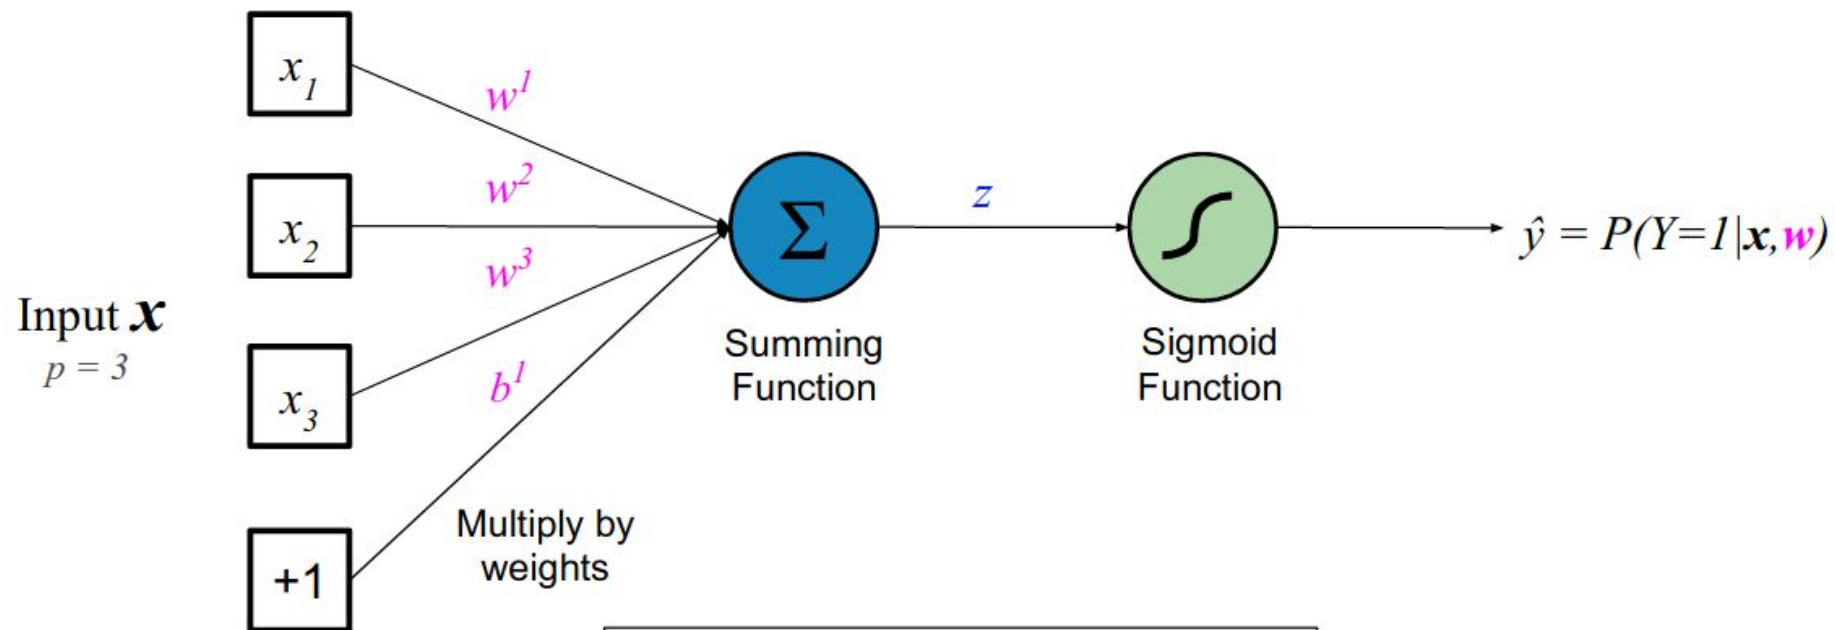 x₁
w¹
w²
x₂
z
ŷ = P(Y=1|x,w)
w³
Input x
p = 3
x₃
b¹
Σ
Summing
Function
Sigmoid
Function
Multiply by
weights
+1